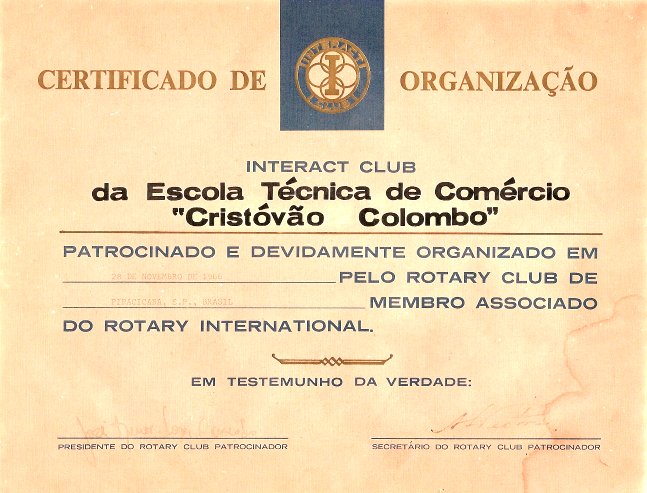 CERTIFICADO DE ORGANIZAÇÃO
INTERACT
CLUB
INTERACT CLUB
da Escola Técnica de Comércio
"Cristóvão Colombo"
PATROCINADO E DEVIDAMENTE ORGANIZADO EM
28 DE NOVEMBRO DE 1966 PELO ROTARY CLUB DE
PIRACICABA, S.P., BRASIL MEMBRO ASSOCIADO
DO ROTARY INTERNATIONAL.
EM TESTEMUNHO DA VERDADE:
PRESIDENTE DO ROTARY CLUB PATROCINADOR
SECRETÁRIO DO ROTARY CLUB PATROCINADOR